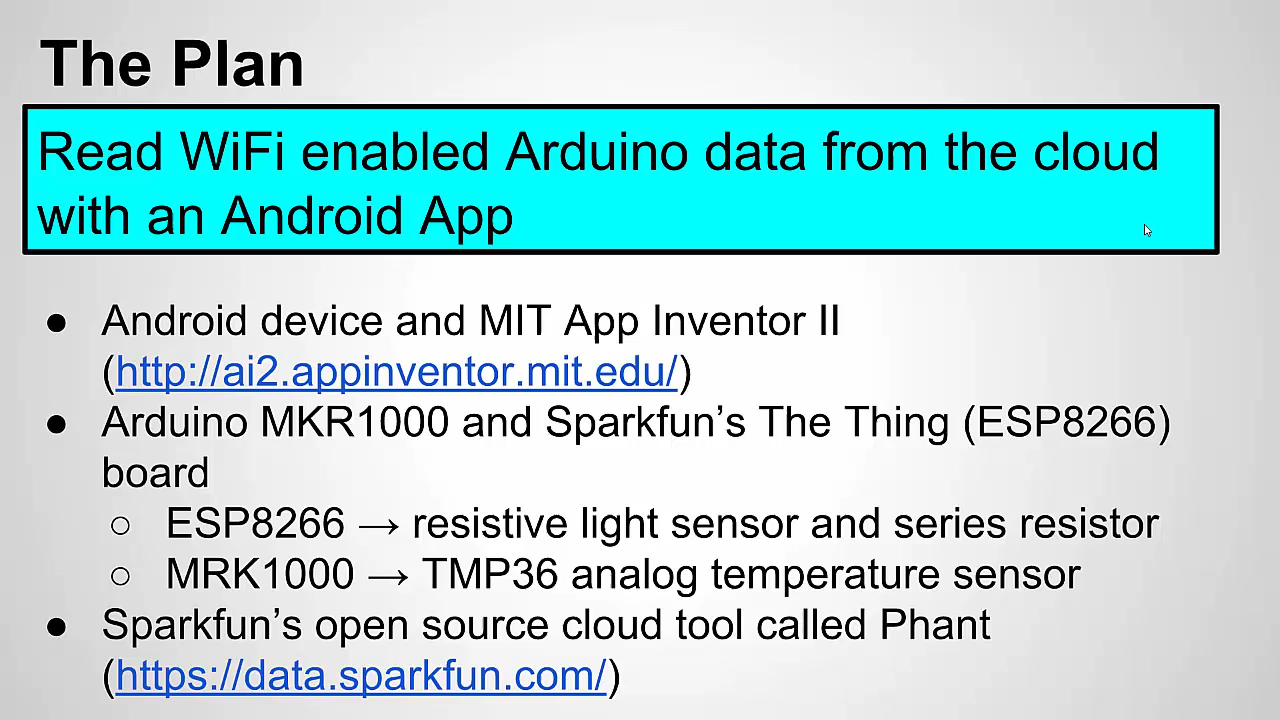 The Plan
Read WiFi enabled Arduino data from the cloud
with an Android App
● Android device and MIT App Inventor II
(http://ai2.appinventor.mit.edu/)
● Arduino MKR1000 and Sparkfun’s The Thing (ESP8266)
board
○ ESP8266 → resistive light sensor and series resistor
○ MRK1000 → TMP36 analog temperature sensor
● Sparkfun’s open source cloud tool called Phant
(https://data.sparkfun.com/)